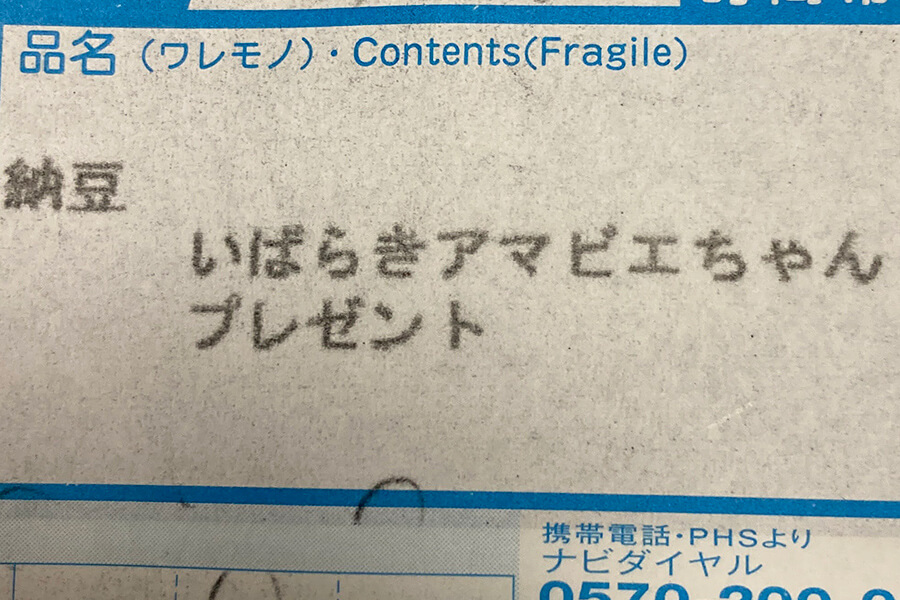 品名(ワレモノ)・Contents(Fragile)
納豆
いばらきアマビエちゃん
プレゼント
携帯電話・PHSより
ナビダイヤル